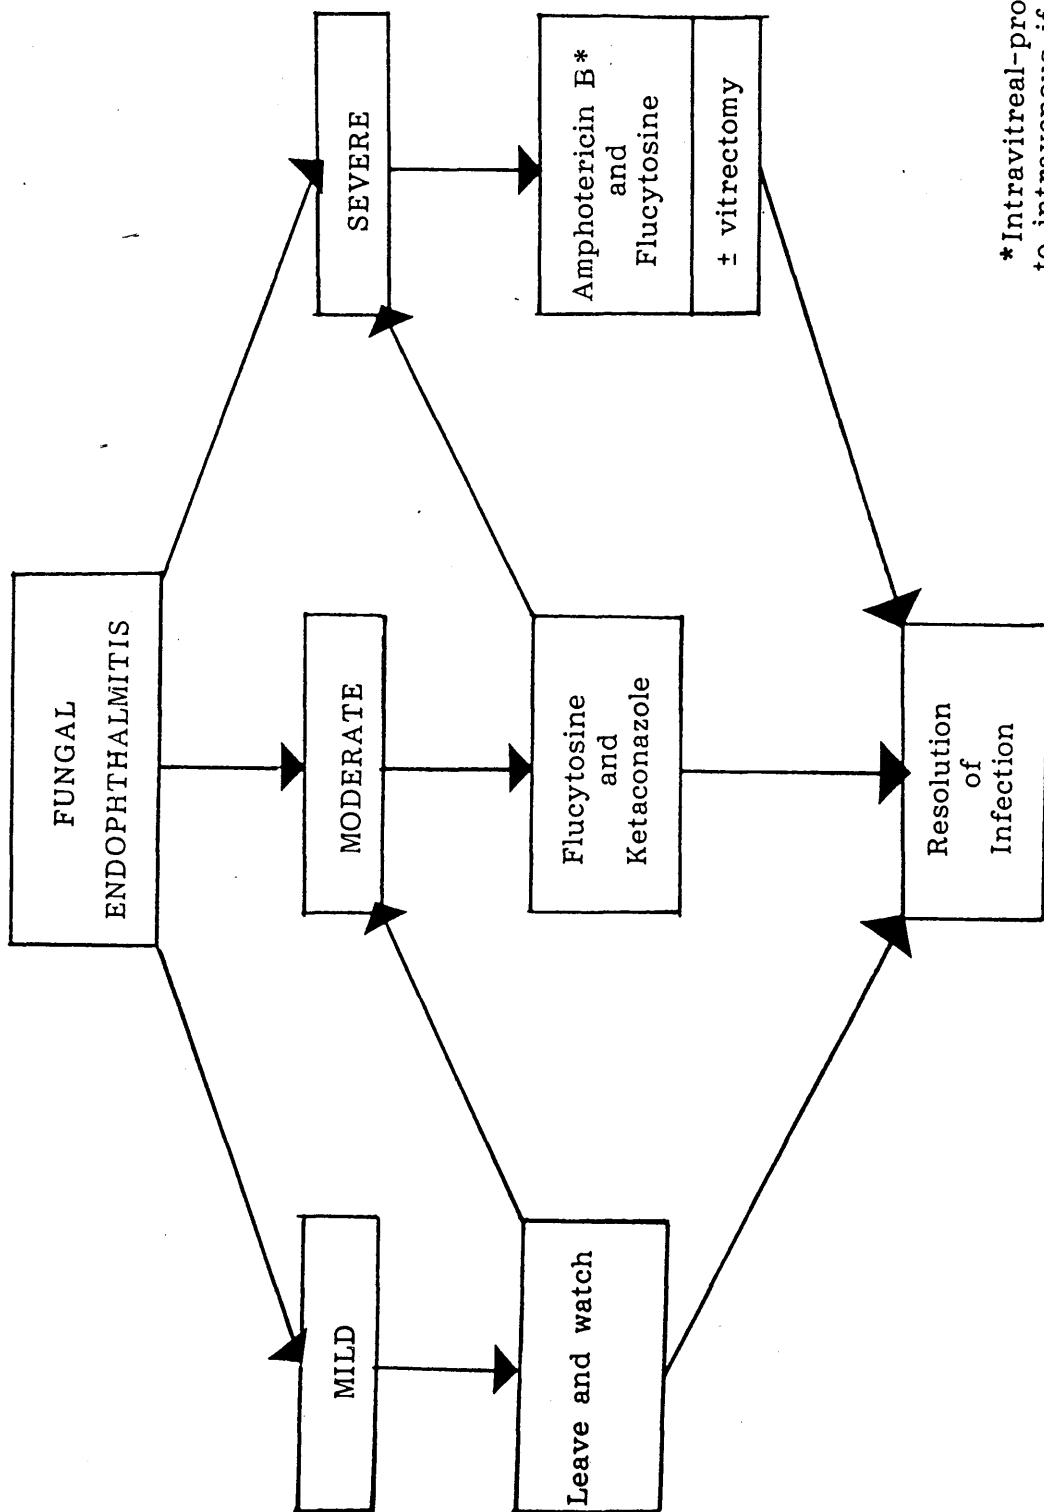 FUNGAL
ENDOPHTHALMITIS
MILD
MODERATE
SEVERE
Leave and watch
Flucytosine
and
Ketaconazole
Amphotericin B*
and
Flucytosine
± vitrectomy
Resolution
of
Infection
*Intravitreal-pro
to intravenous if